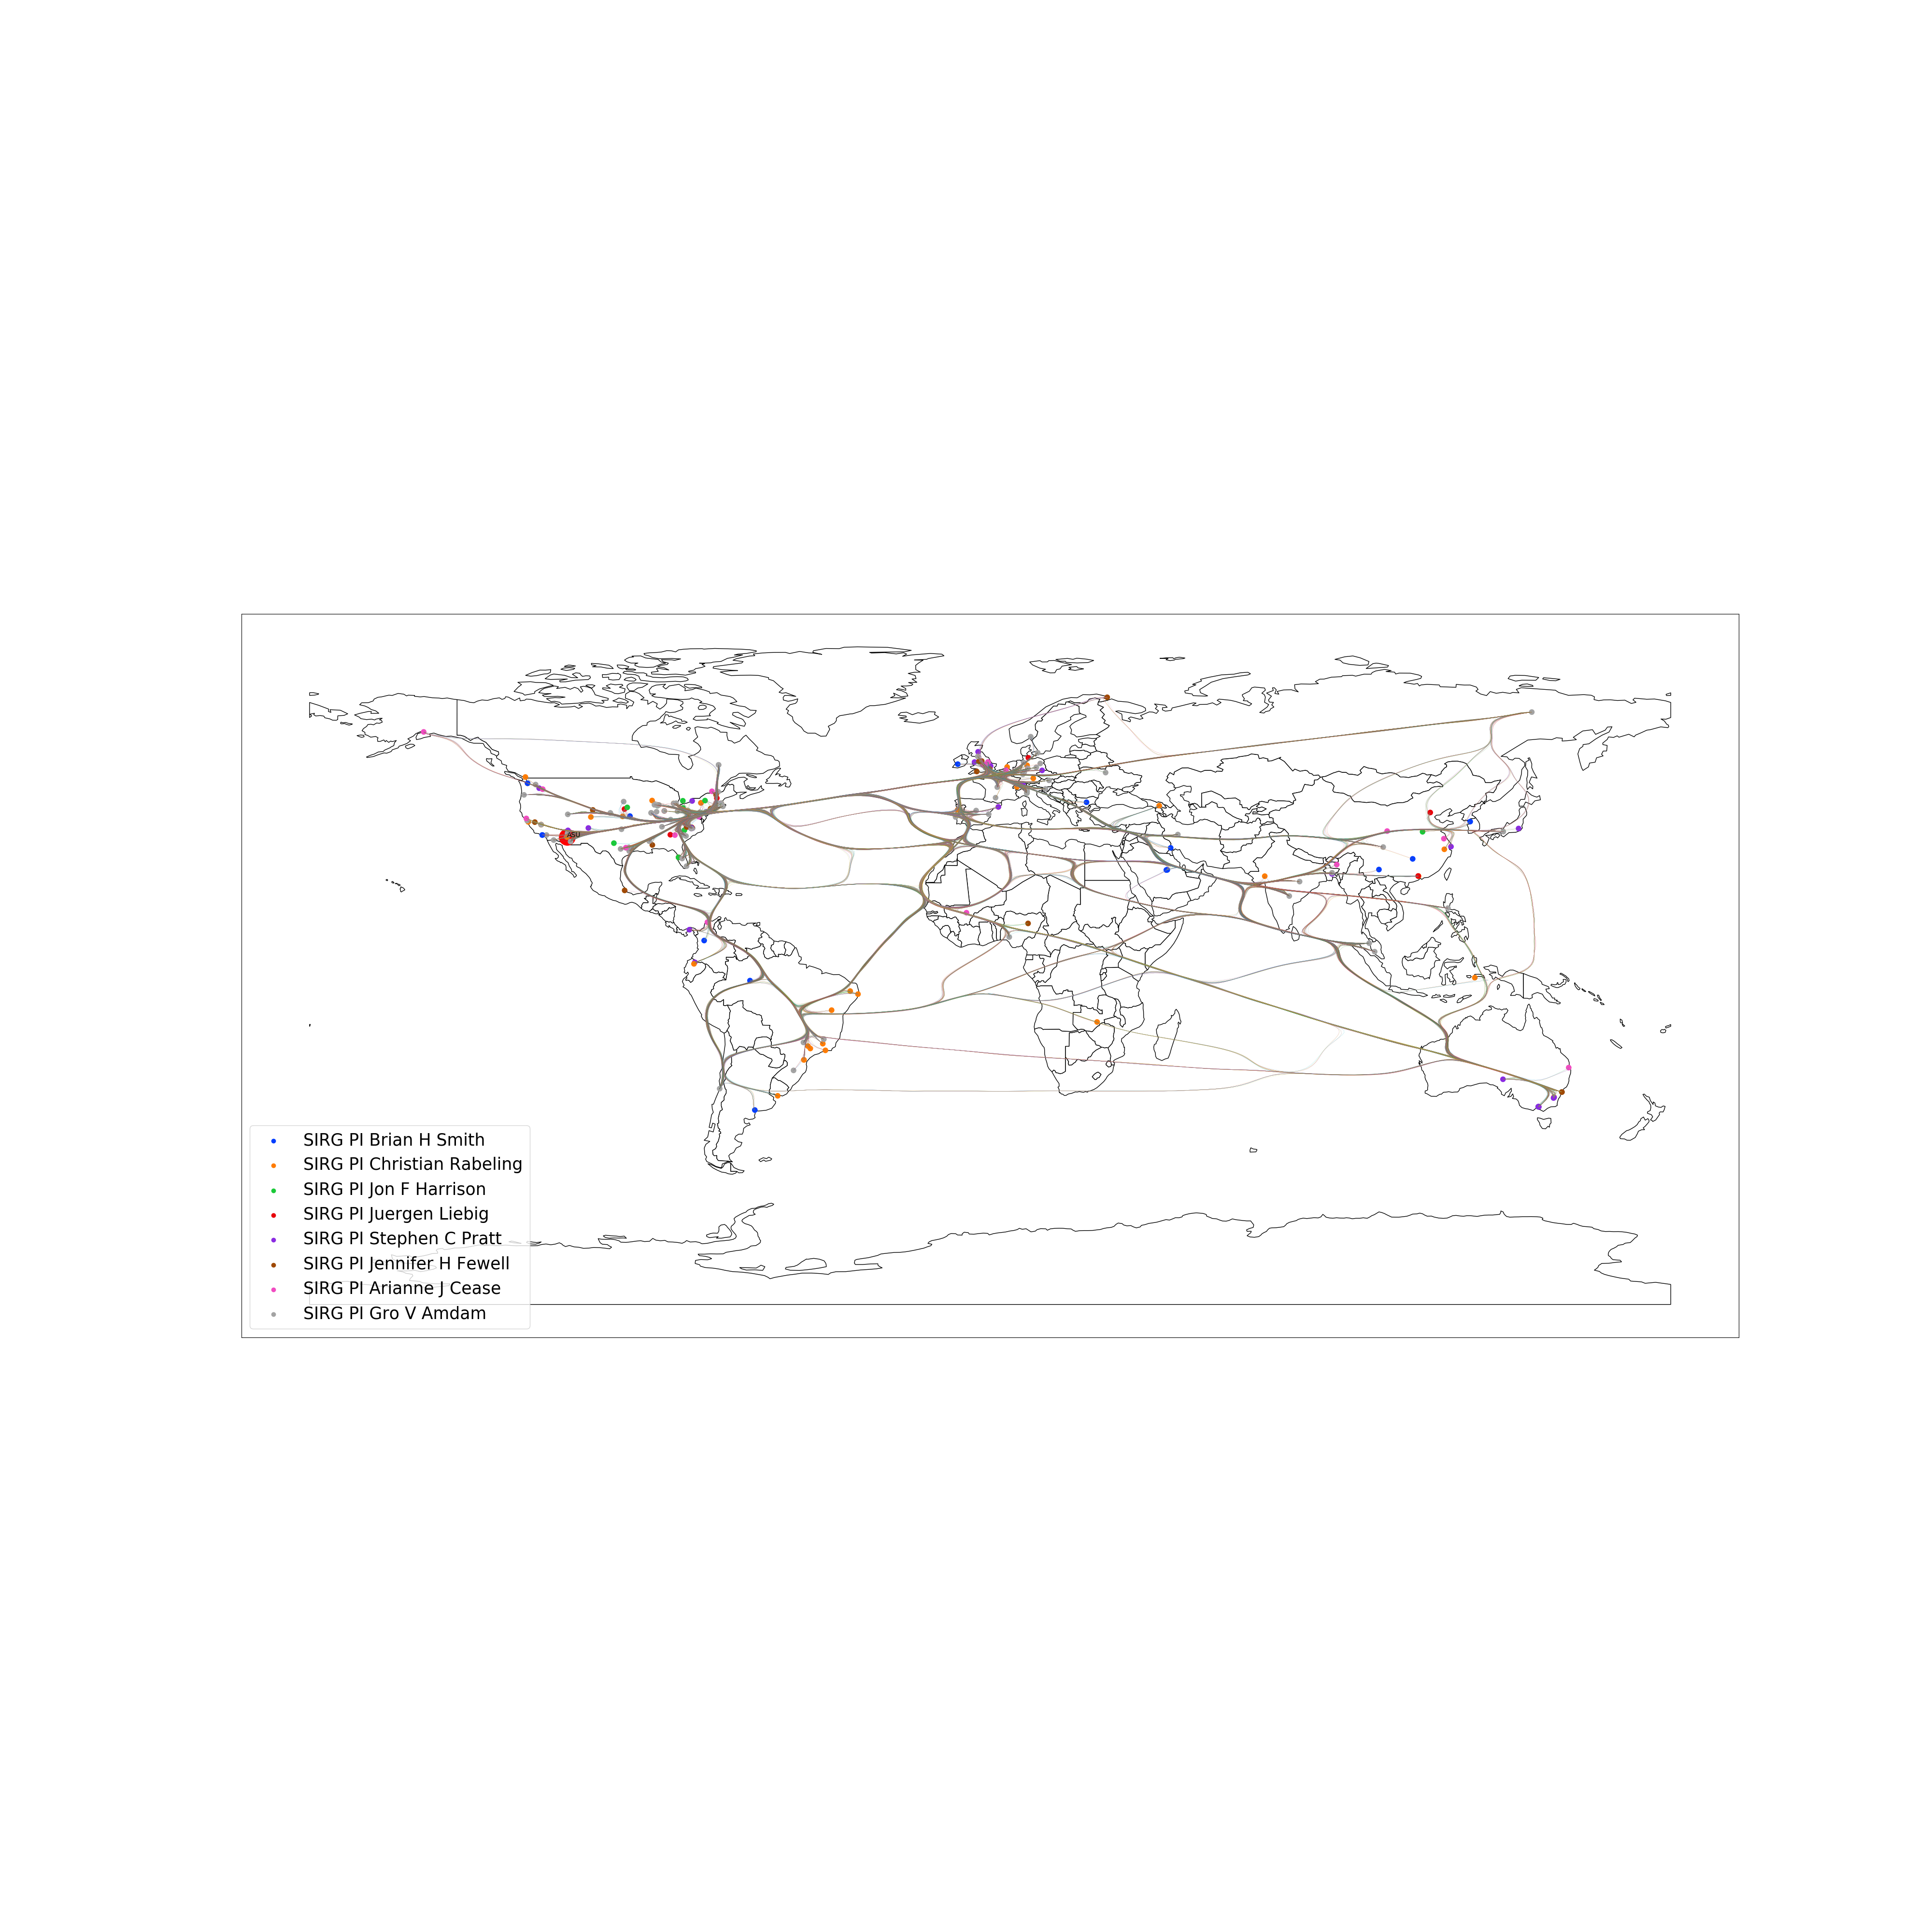 ASU
SIRG PI Brian H Smith
SIRG PI Christian Rabeling
SIRG PI Jon F Harrison
SIRG PI Juergen Liebig
SIRG PI Stephen C Pratt
SIRG PI Jennifer H Fewell
SIRG PI Arianne J Cease
SIRG PI Gro V Amdam